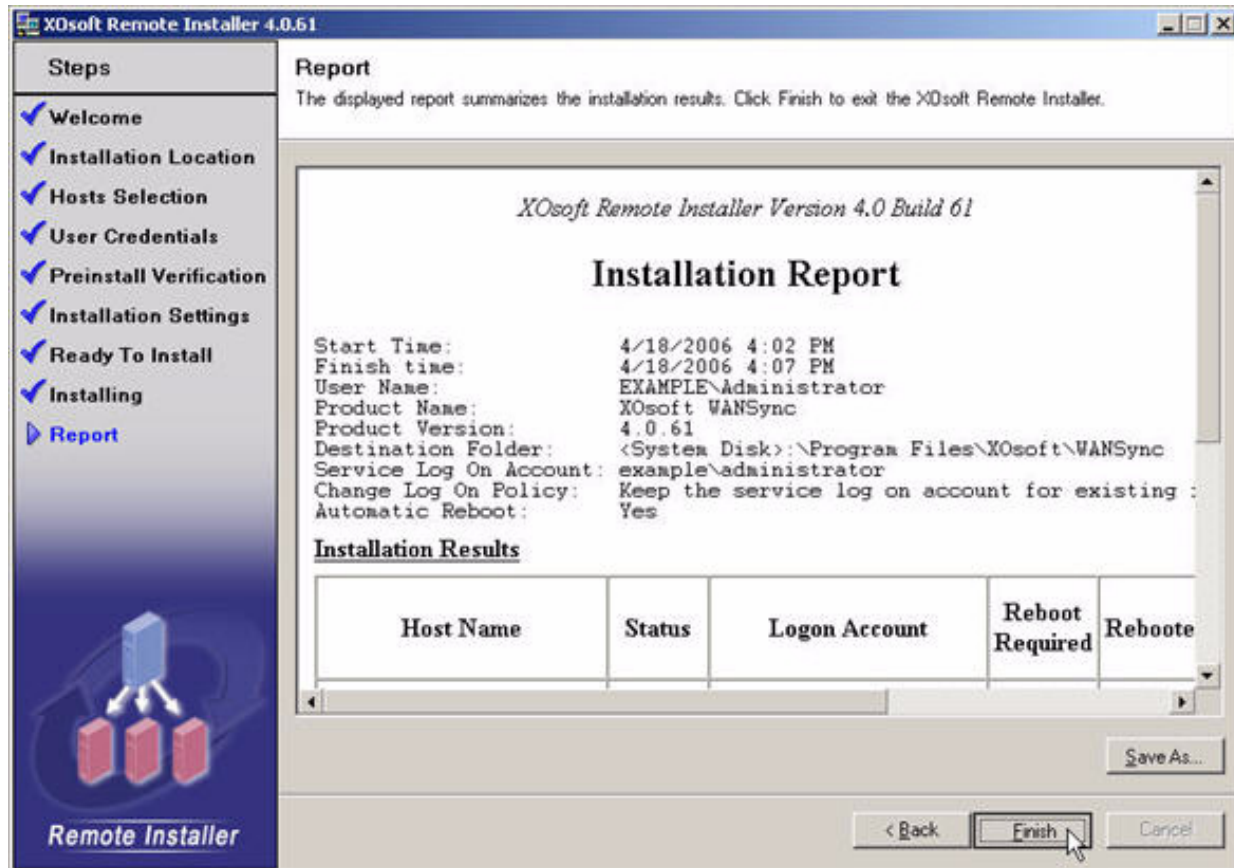 XOsoft Remote Installer 4.0.61
Steps
Welcome
Installation Location
Hosts Selection
User Credentials
Preinstall Verification
Installation Settings
Ready To Install
Installing
Report
Remote Installer
Report
The displayed report summarizes the installation results. Click Finish to exit the XOsoft Remote Installer.
XOsoft Remote Installer Version 4.0 Build 61
Installation Report
Start Time: 4/18/2006 4:02 PM
Finish time: 4/18/2006 4:07 PM
User Name: EXAMPLE\Administrator
Product Name: XOsoft WANSync
Product Version: 4.0.61
Destination Folder: <System Disk>:\Program Files\XOsoft\WANSync
Service Log On Account: example\administrator
Change Log On Policy: Keep the service log on account for existing
Automatic Reboot: Yes
Installation Results
Host Name
Status
Logon Account
Reboot
Required
Reboote
Save As...
< Back
Finish
Cancel